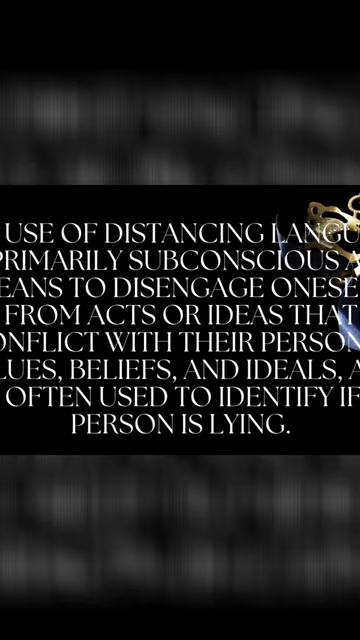 USE OF DISTANCING LANGU
PRIMARILY SUBCONSCIOUS A
EANS TO DISENGAGE ONESE
FROM ACTS OR IDEAS THAT
ONFLICT WITH THEIR PERSON
LUES, BELIEFS, AND IDEALS, A
OFTEN USED TO IDENTIFY IF
PERSON IS LYING.